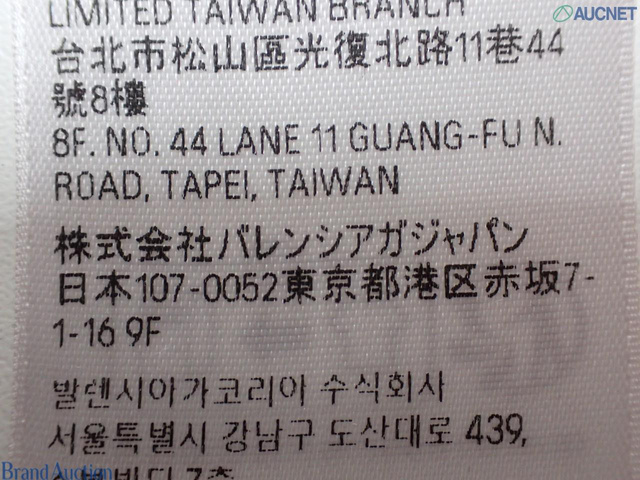 LIMITED TAIWAN BRANCH
台北市松山區光復北路11巷44
號8樓
8F. NO. 44 LANE 11 GUANG-FU N.
ROAD, TAPEI, TAIWAN
株式会社バレンシアガジャパン
日本107-0052東京都港区赤坂7-
1-16 9F
발렌시아가코리아 수식회사
서울특별시 강남구 도산대로 439,
7층
AUCNET
Brand Auction